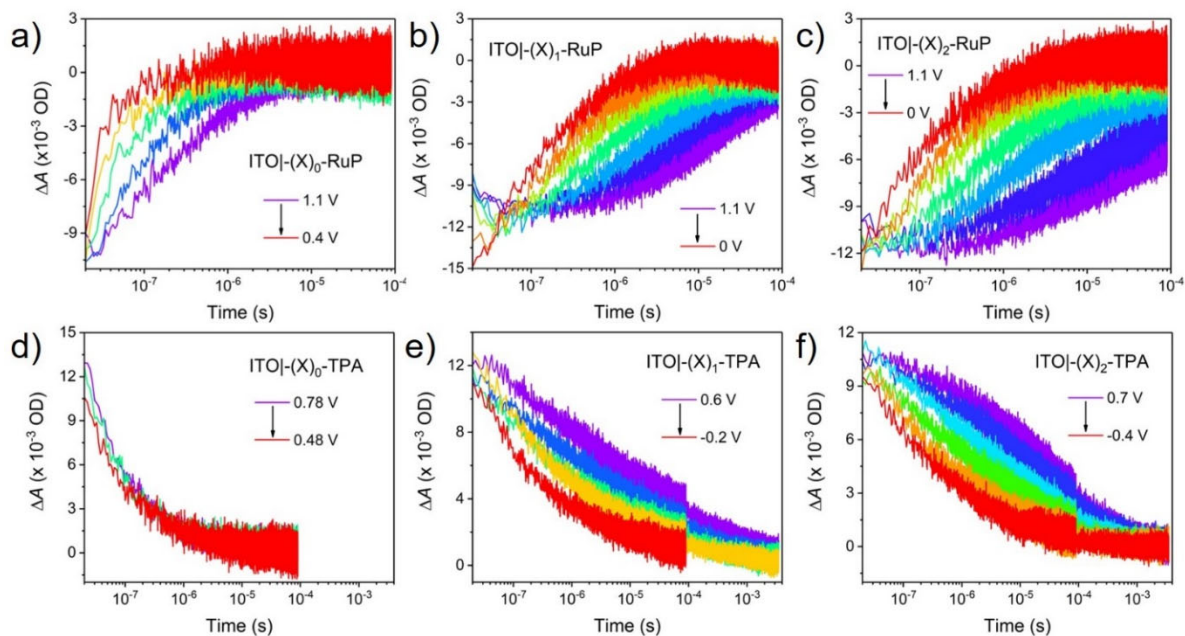 a)
ΔA (x10⁻³ OD)
3
0
-3
-6
-9
ITO|-(X)₀-RuP
1.1 V
0.4 V
10⁻⁷ 10⁻⁶ 10⁻⁵ 10⁻⁴
Time (s)
b)
ΔA (x10⁻³ OD)
3
0
-3
-6
-9
-12
-15
ITO|-(X)₁-RuP
1.1 V
0 V
10⁻⁷ 10⁻⁶ 10⁻⁵ 10⁻⁴
Time (s)
c)
ΔA (x10⁻³ OD)
3
0
-3
-6
-9
-12
ITO|-(X)₂-RuP
1.1 V
0 V
10⁻⁷ 10⁻⁶ 10⁻⁵ 10⁻⁴
Time (s)
d)
ΔA (x 10⁻³ OD)
15
12
9
6
3
0
ITO|-(X)₀-TPA
0.78 V
0.48 V
10⁻⁷ 10⁻⁶ 10⁻⁵ 10⁻⁴ 10⁻³
Time (s)
e)
ΔA (x 10⁻³ OD)
12
8
4
0
ITO|-(X)₁-TPA
0.6 V
-0.2 V
10⁻⁷ 10⁻⁶ 10⁻⁵ 10⁻⁴ 10⁻³
Time (s)
f)
ΔA (x 10⁻³ OD)
12
9
6
3
0
ITO|-(X)₂-TPA
0.7 V
-0.4 V
10⁻⁷ 10⁻⁶ 10⁻⁵ 10⁻⁴ 10⁻³
Time (s)